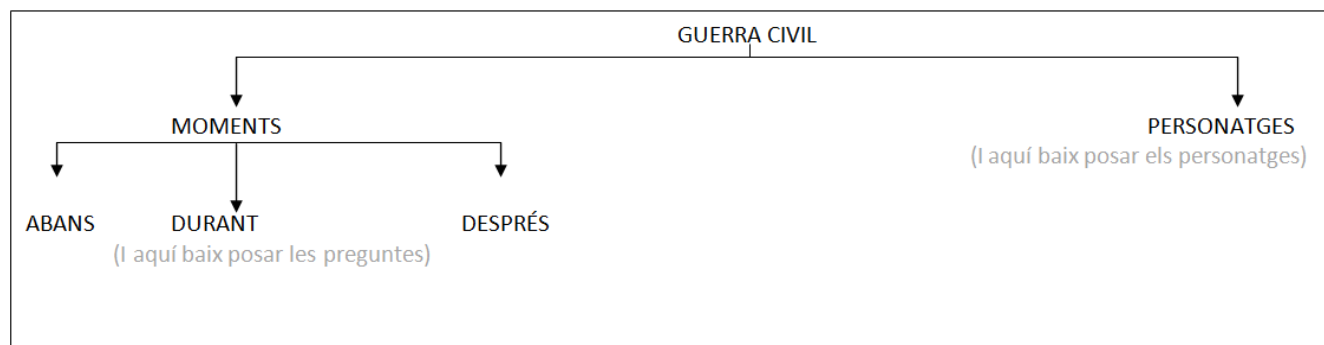 GUERRA CIVIL
MOMENTS
PERSONATGES
(I aquí baix posar els personatges)
ABANS
DURANT
DESPRÉS
(I aquí baix posar les preguntes)